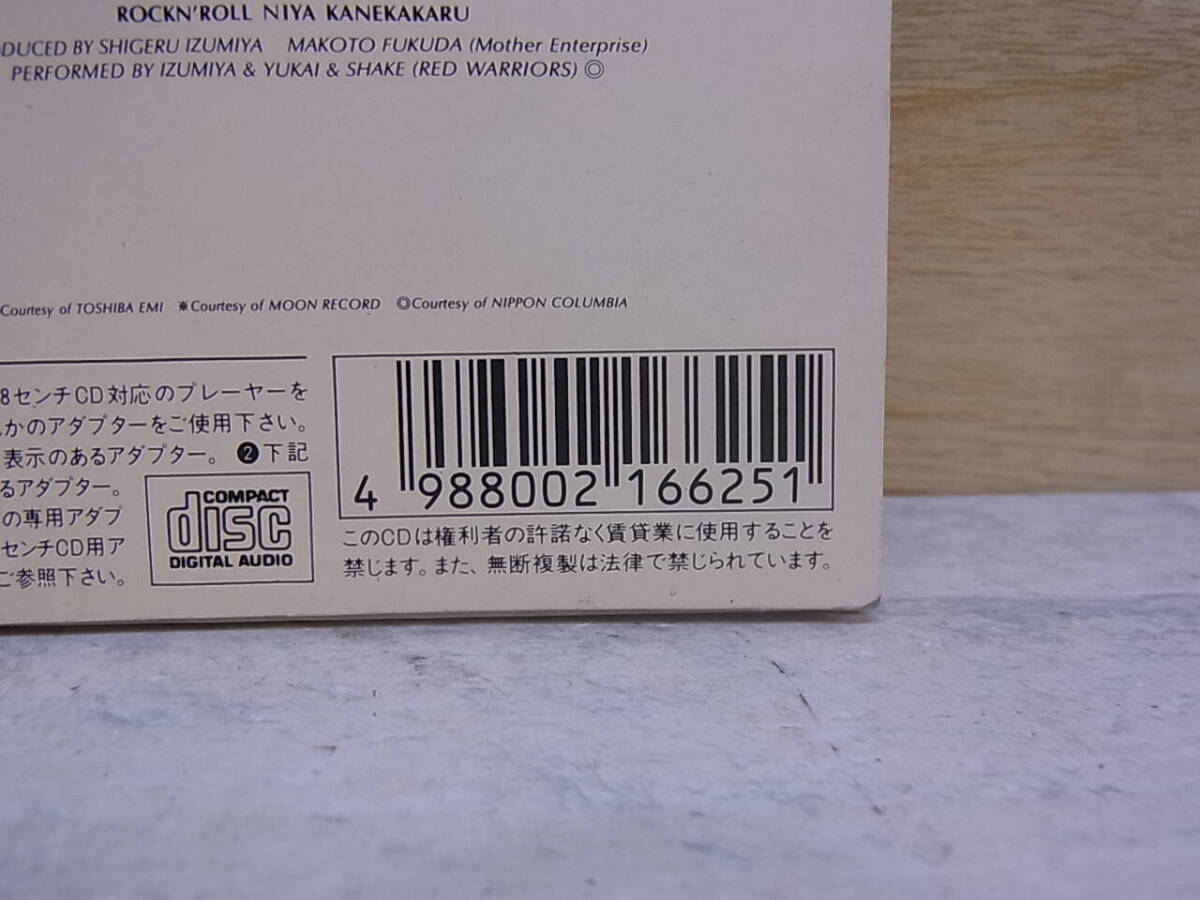 ROCKN'ROLL NIYA KANEKAKARU
DUCED BY SHIGERU IZUMIYA MAKOTO FUKUDA (Mother Enterprise)
PERFORMED BY IZUMIYA & YUKAI & SHAKE (RED WARRIORS) ◎
Courtesy of TOSHIBA EMI ✳Courtesy of MOON RECORD ◎Courtesy of NIPPON COLUMBIA
8センチCD対応のプレーヤーを
かのアダプターをご使用下さい。
表示のあるアダプター。 ❷下記
るアダプター。
の専用アダプ
センチCD用ア
ご参照下さい。
COMPACT
disc
DIGITAL AUDIO
4 988002 166251
このCDは権利者の許諾なく賃貸業に使用することを
禁じます。また、無断複製は法律で禁じられています。